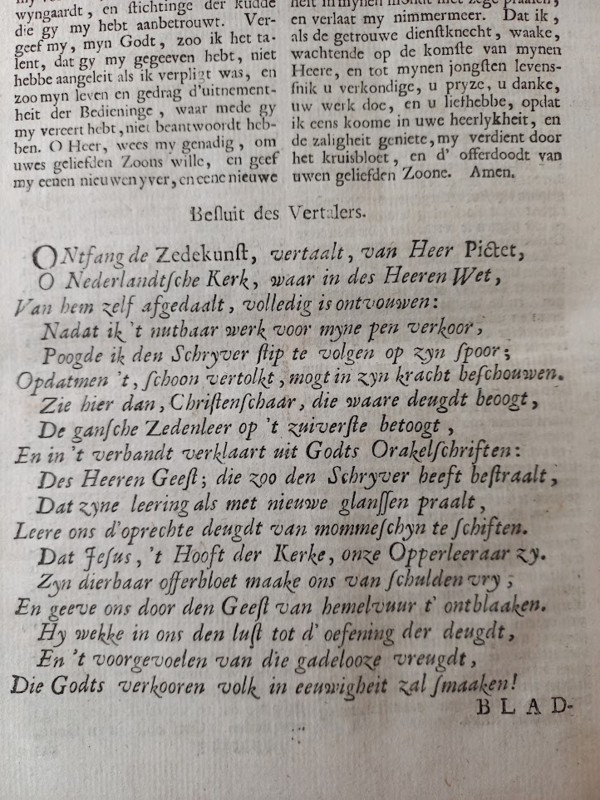 wyngaardt, en stichtinge der kudde
die gy my hebt aanbetrouwt. Ver-
geef my, myn Godt, zoo ik het ta-
lent, dat gy my gegeeven hebt, niet
hebbe aangeleit als ik verpligt was, en
zoo myn leven en gedrag d'uitnement-
heit der Bedieninge, waar mede gy
my vereert hebt, niet beantwoordt heb-
ben. O Heer, wees my genadig, om
uwes geliefden Zoons wille, en geef
my eenen nieuwen yver, en eene nieuwe
en verlaat my nimmermeer. Dat ik,
als de getrouwe dienstknecht, waake,
wachtende op de komste van mynen
Heere, en tot mynen jongsten levens-
snik u verkondige, u pryze, u danke,
uw werk doe, en u liefhebbe, opdat
ik eens koome in uwe heerlykheit, en
de zaligheit geniete, my verdient door
het kruisbloet, en d' offerdoodt van
uwen geliefden Zoone. Amen.
Besluit des Vertalers.
ONtfang de Zedekunst, vertaalt, van Heer Pictet,
O Nederlandtsche Kerk, waar in des Heeren Wet,
Van hem zelf afgedaalt, volledig is ontvouwen:
Nadat ik 't nutbaar werk voor myne pen verkoor,
Poogde ik den Schryver stip te volgen op zyn spoor;
Opdatmen 't, schoon vertolkt, mogt in zyn kracht beschouwen.
Zie hier dan, Christenschaar, die waare deugdt beoogt,
De gansche Zedenleer op 't zuiverste betoogt,
En in 't verbandt verklaart uit Godts Orakelschriften:
Des Heeren Geest; die zoo den Schryver heeft bestraalt,
Dat zyne leering als met nieuwe glanssen praalt,
Leere ons d'oprechte deugdt van mommeschyn te schiften.
Dat Jesus, 't Hooft der Kerke, onze Opperleeraar zy.
Zyn dierbaar offerbloet maake ons van schulden vry;
En geeve ons door den Geest van hemelvuur t' ontblaaken.
Hy wekke in ons den lust tot d' oefening der deugdt,
En 't voorgevoelen van die gadelooze vreugdt,
Die Godts verkooren volk in eeuwigheit zal smaaken!
BLAD-